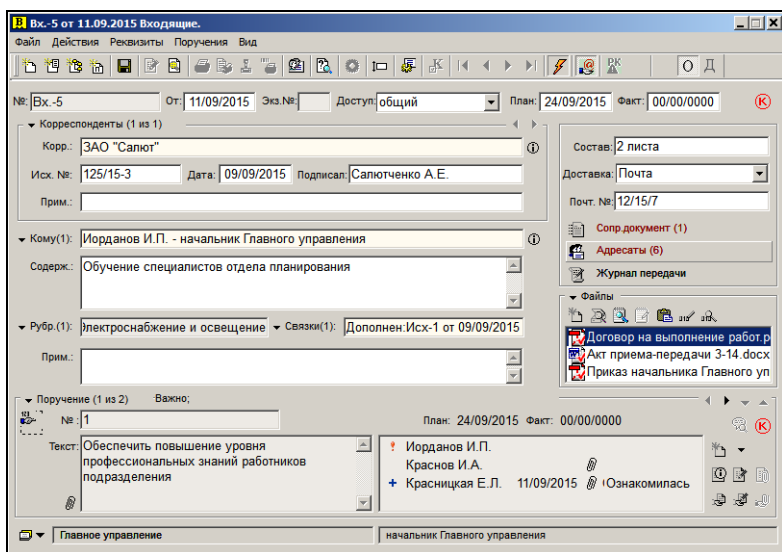 Вх.-5 от 11.09.2015 Входящие.
Файл Действия Реквизиты Поручения Вид
О Д
№: Вх.-5 От: 11/09/2015 Экз.№: Доступ: общий План: 24/09/2015 Факт: 00/00/0000
Корреспонденты (1 из 1)
Корр.: ЗАО "Салют"
Исх. №: 125/15-3 Дата: 09/09/2015 Подписал: Салютченко А.Е.
Прим.:
Состав: 2 листа
Доставка: Почта
Почт. №: 12/15/7
Сопр.документ (1)
Адресаты (6)
Журнал передачи
Кому(1): Иорданов И.П. - начальник Главного управления
Содерж.: Обучение специалистов отдела планирования
Рубр.(1): Электроснабжение и освещение Связки(1): Дополнен:Исх-1 от 09/09/2015
Прим.:
Файлы
Договор на выполнение работ.р
Акт приема-передачи 3-14.docx
Приказ начальника Главного уп
Поручение (1 из 2) Важно;
№ : 1 План: 24/09/2015 Факт: 00/00/0000
Текст: Обеспечить повышение уровня
профессиональных знаний работников
подразделения
! Иорданов И.П.
Краснов И.А.
+ Красницкая Е.Л. 11/09/2015 Ознакомилась
Главное управление начальник Главного управления